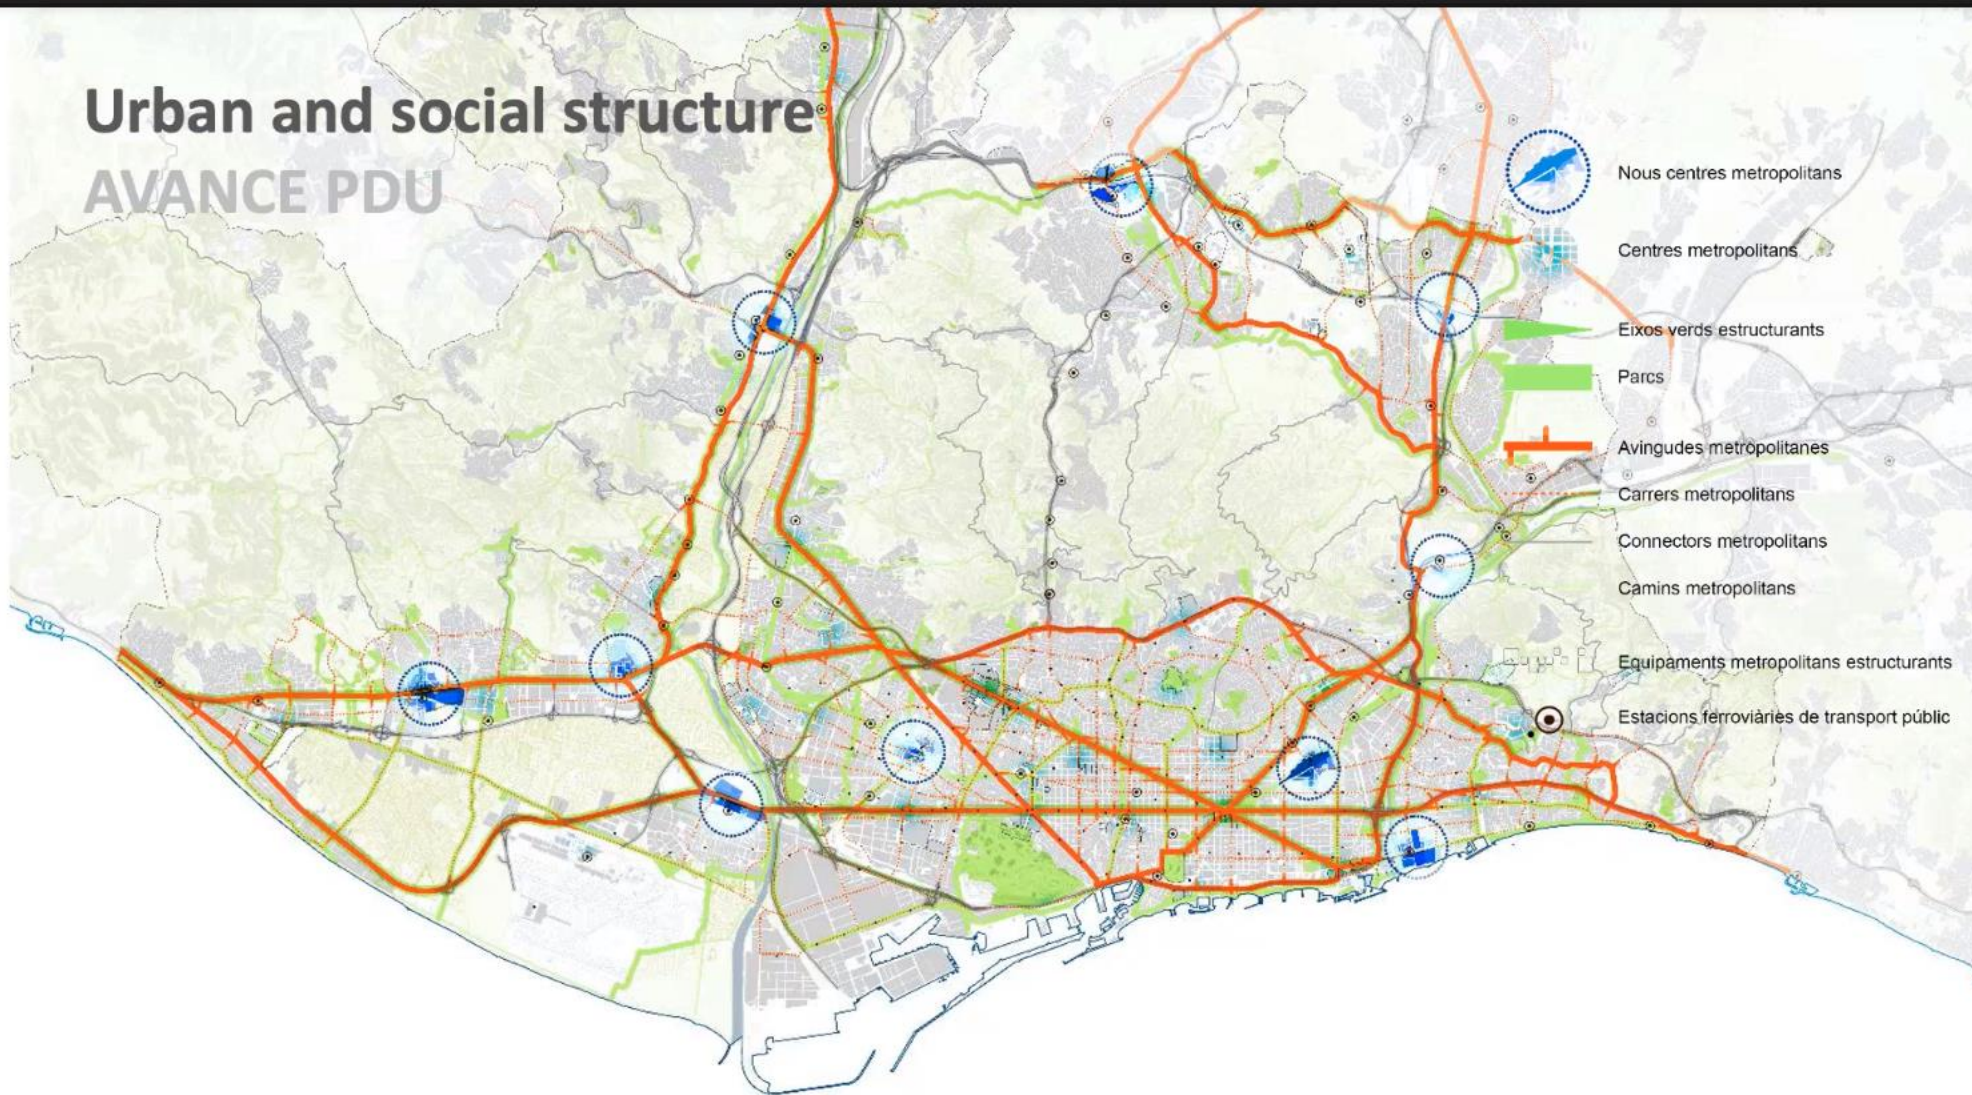 Urban and social structure
AVANCE PDU
Nous centres metropolitans
Centres metropolitans
Eixos verds estructurants
Parcs
Avingudes metropolitanes
Carrers metropolitans
Connectors metropolitans
Camins metropolitans
Equipaments metropolitans estructurants
Estacions ferroviàries de transport públic